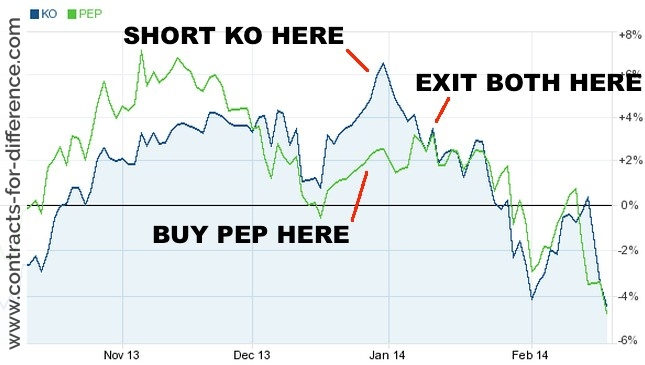 KO PEP
www.contracts-for-difference.com
SHORT KO HERE
EXIT BOTH HERE
BUY PEP HERE
+8%
+6%
+4%
+2%
0%
-2%
-4%
-6%
Nov 13 Dec 13 Jan 14 Feb 14